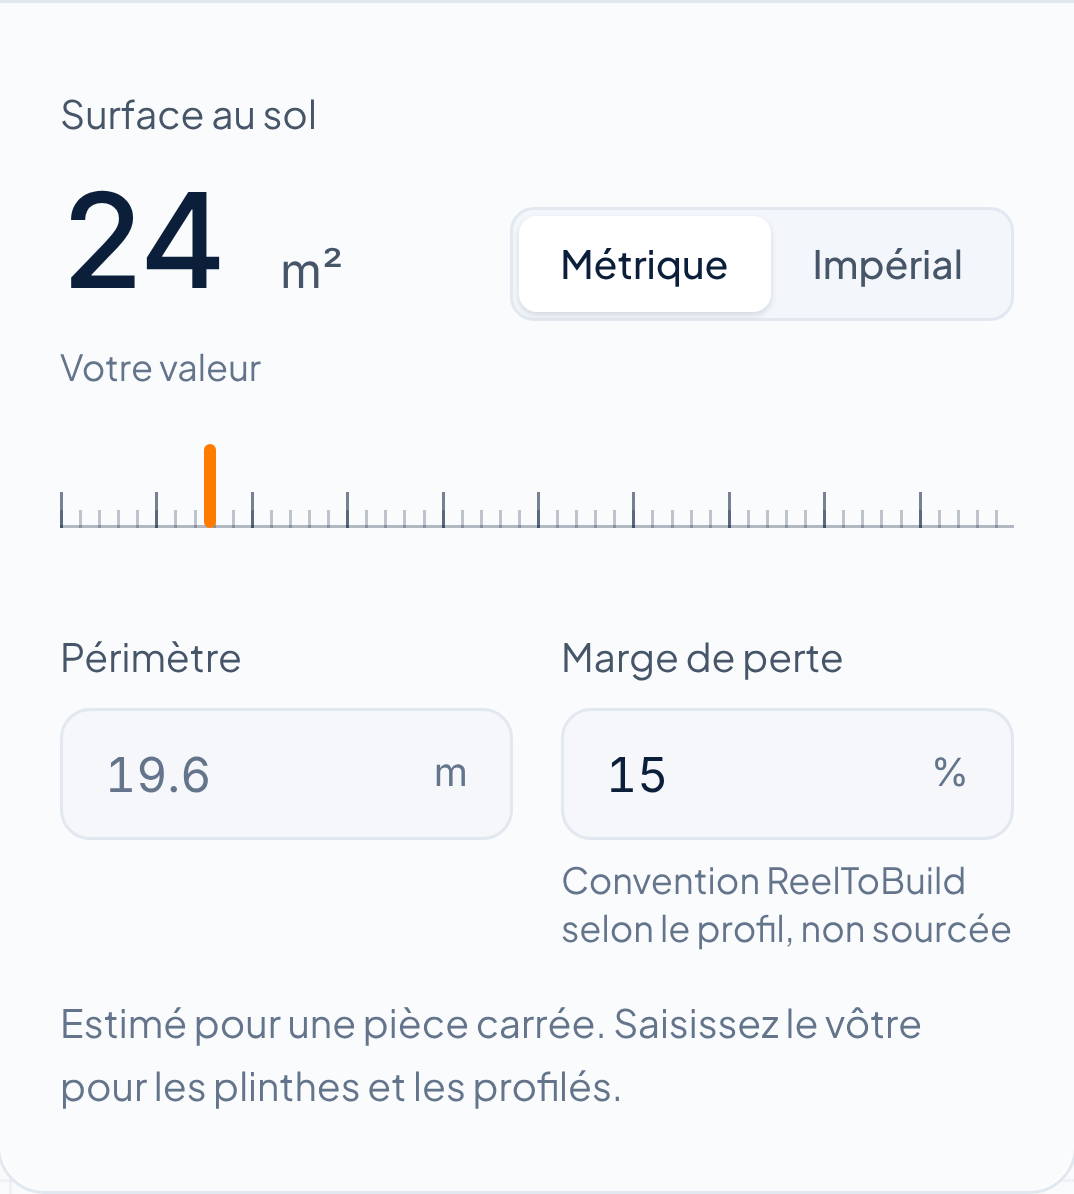 Surface au sol
24 m²
Métrique Impérial
Votre valeur
Périmètre
Marge de perte
19.6 m
15 %
Convention ReelToBuild
selon le profil, non sourcée
Estimé pour une pièce carrée. Saisissez le vôtre
pour les plinthes et les profilés.